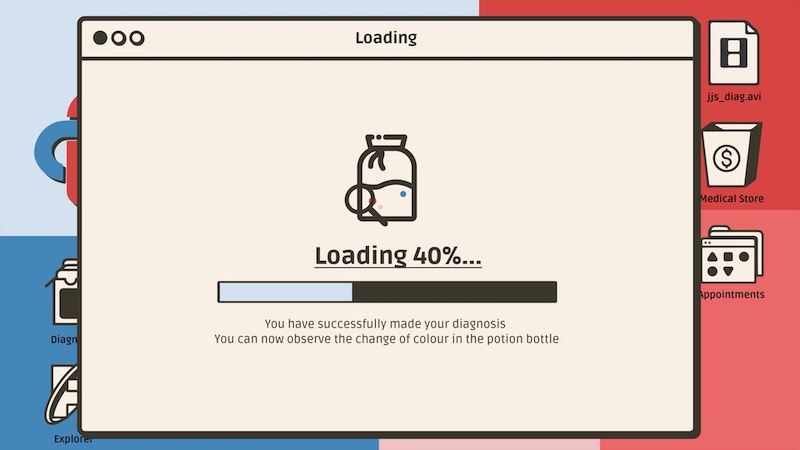 Loading
jjs_diag.avi
Medical Store
Appointments
Loading 40%...
You have successfully made your diagnosis
You can now observe the change of colour in the potion bottle
Diagn
Explorer